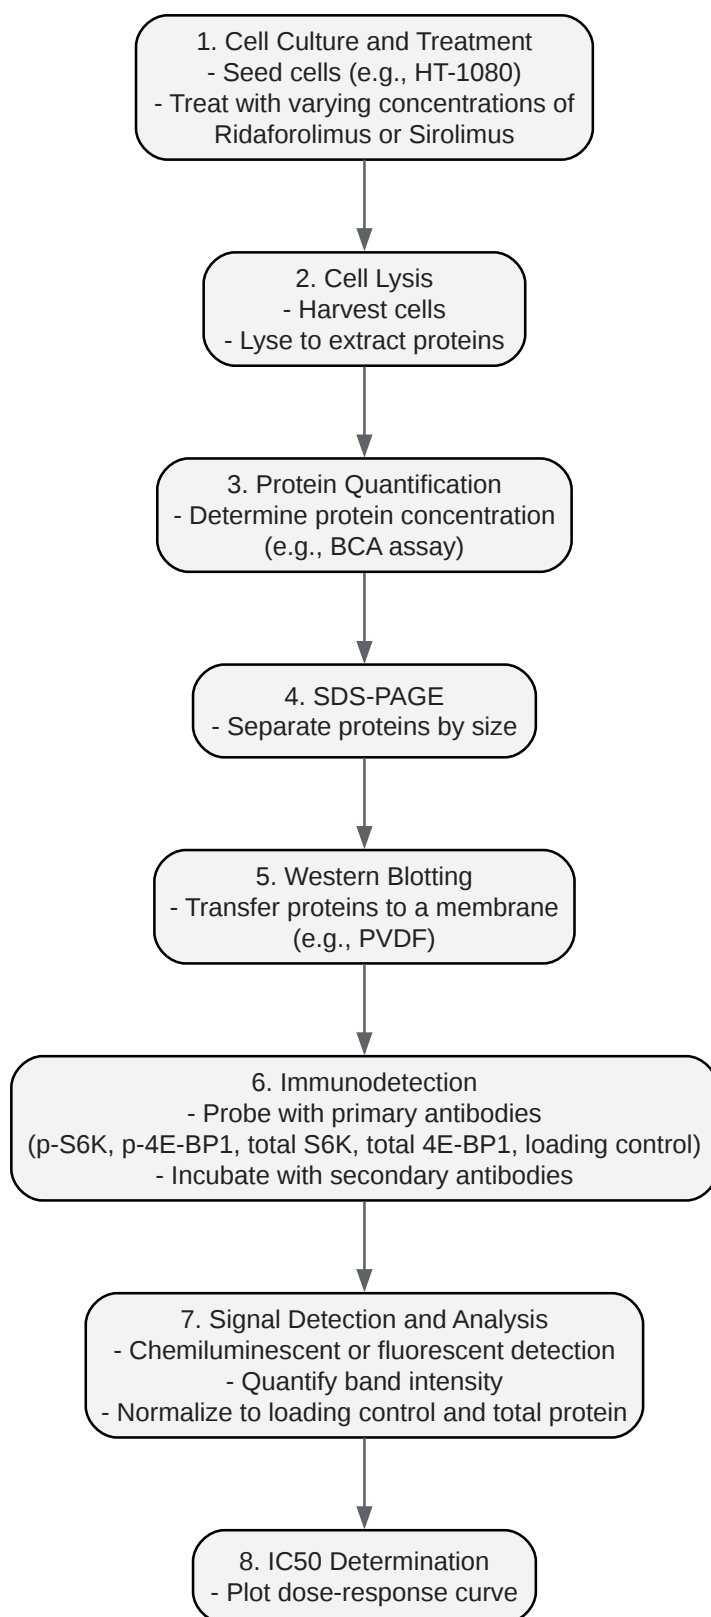 1. Cell Culture and Treatment
- Seed cells (e.g., HT-1080)
- Treat with varying concentrations of
Ridaforolimus or Sirolimus
2. Cell Lysis
- Harvest cells
- Lyse to extract proteins
3. Protein Quantification
- Determine protein concentration
(e.g., BCA assay)
4. SDS-PAGE
- Separate proteins by size
5. Western Blotting
- Transfer proteins to a membrane
(e.g., PVDF)
6. Immunodetection
- Probe with primary antibodies
(p-S6K, p-4E-BP1, total S6K, total 4E-BP1, loading control)
- Incubate with secondary antibodies
7. Signal Detection and Analysis
- Chemiluminescent or fluorescent detection
- Quantify band intensity
- Normalize to loading control and total protein
8. IC50 Determination
- Plot dose-response curve